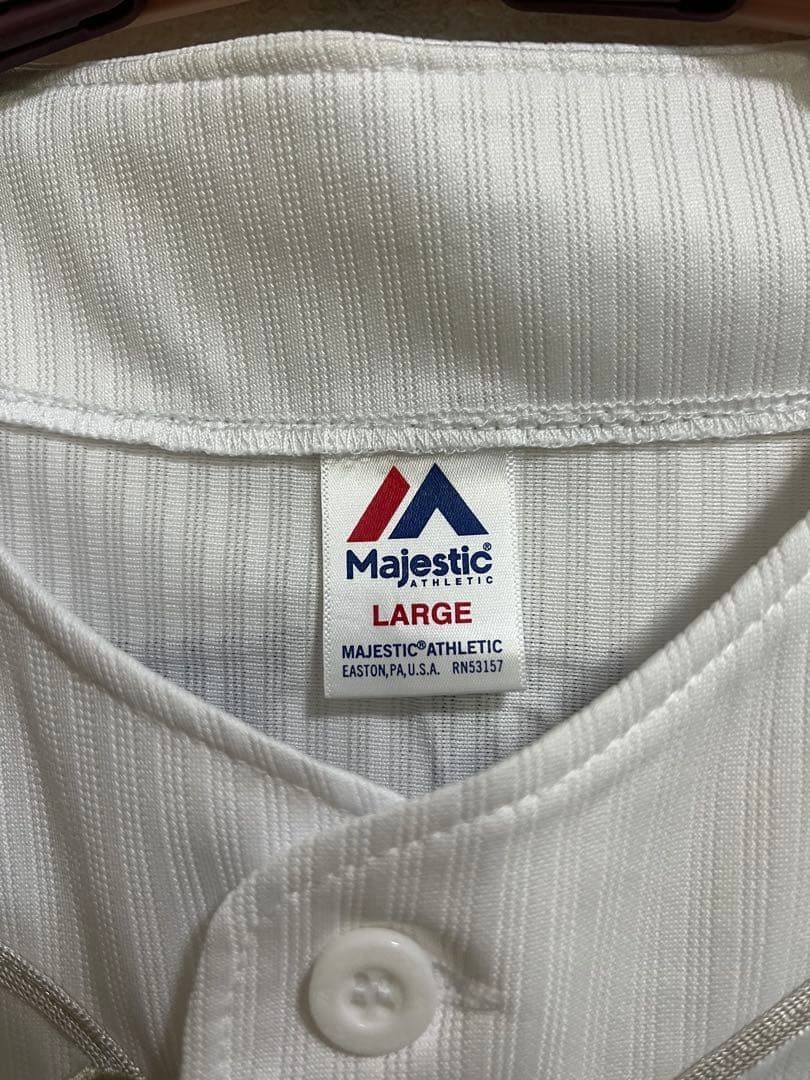 Majestic®
ATHLETIC
LARGE
MAJESTIC®ATHLETIC
EASTON,PA,U.S.A. RN53157